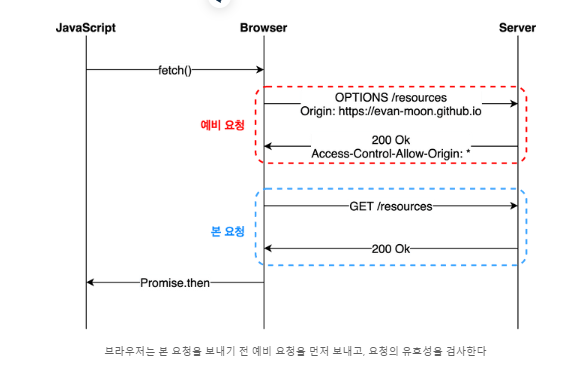 JavaScript Browser Server
fetch()
OPTIONS /resources
Origin: https://evan-moon.github.io
예비 요청
200 Ok
Access-Control-Allow-Origin: *
GET /resources
본 요청
200 Ok
Promise.then
브라우저는 본 요청을 보내기 전 예비 요청을 먼저 보내고, 요청의 유효성을 검사한다